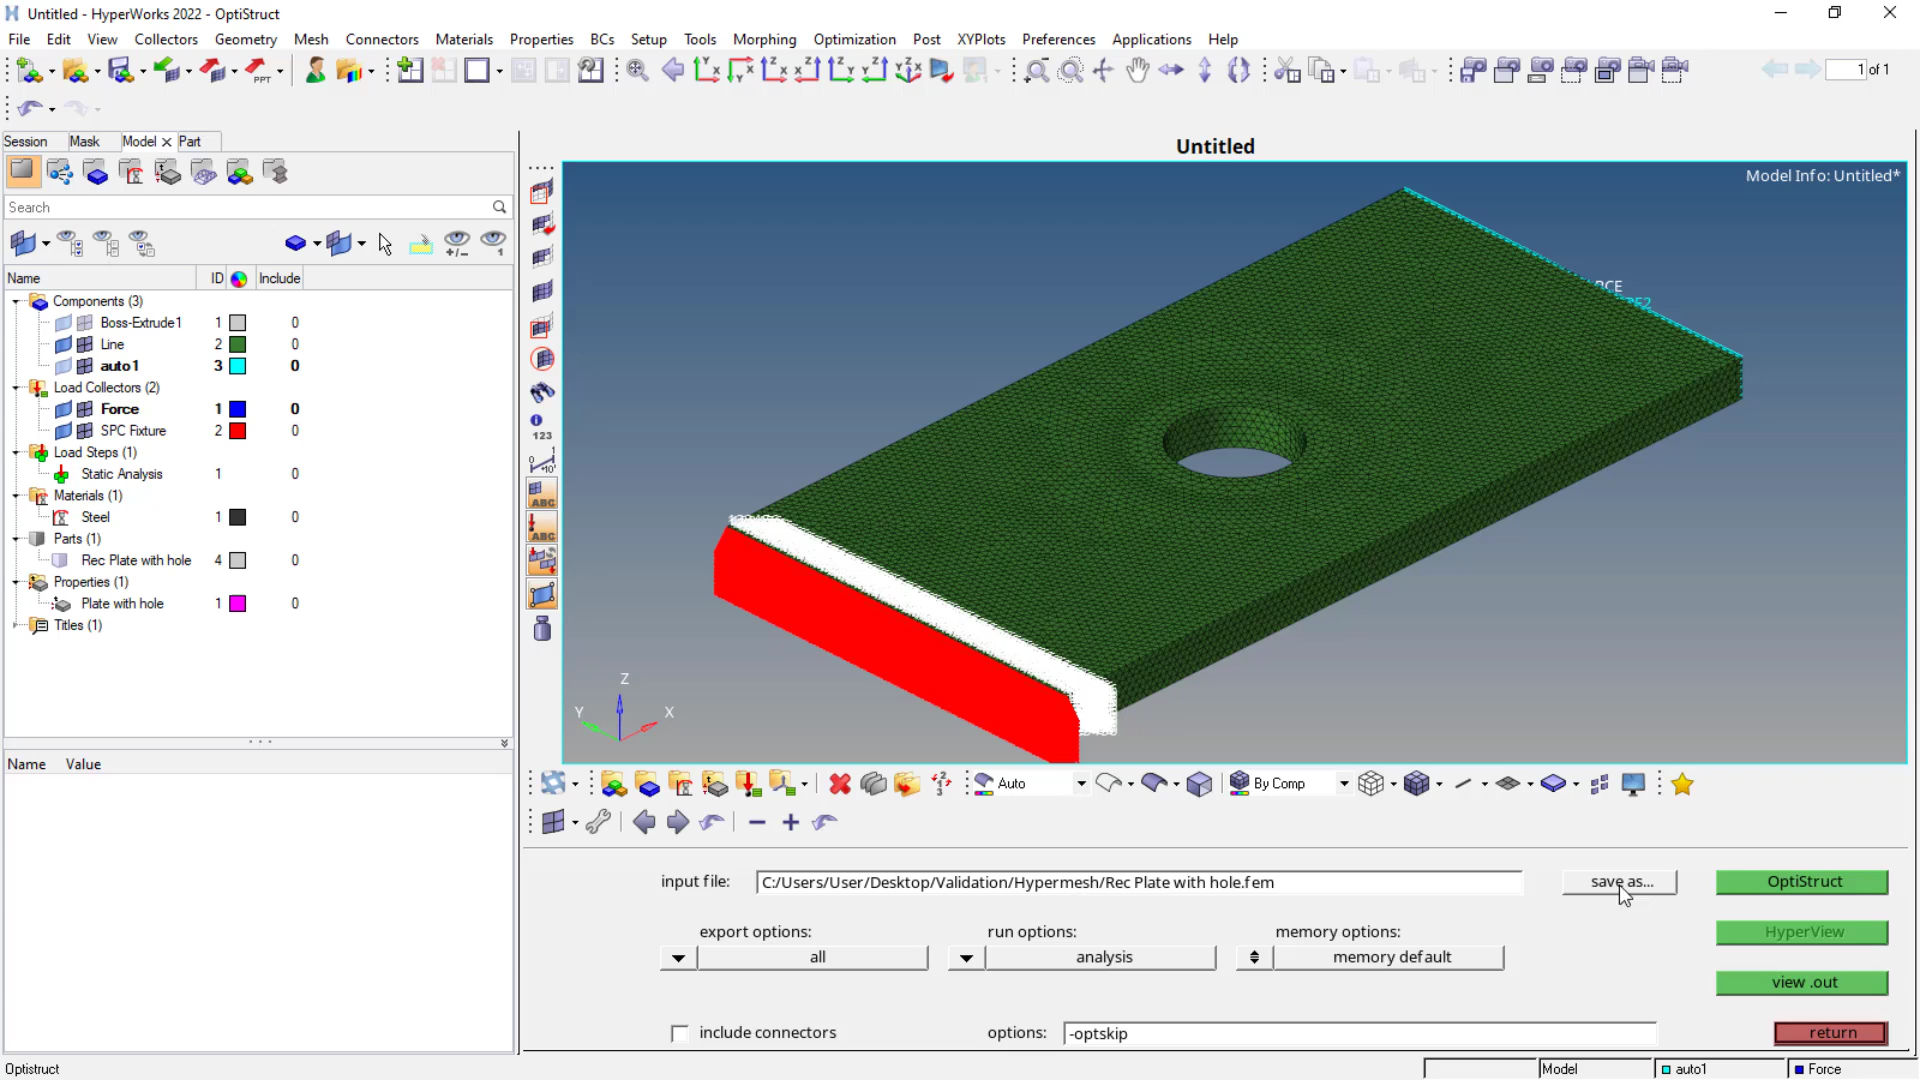 Untitled - HyperWorks 2022 - OptiStruct
File Edit View Collectors Geometry Mesh Connectors Materials Properties BCs Setup Tools Morphing Optimization Post XYPlots Preferences Applications Help
PPT
1 of 1
Session Mask Model Part
Untitled
Search
Model Info: Untitled*
Name ID Include
Components (3)
Boss-Extrude1 1 0
Line 2 0
auto1 3 0
Load Collectors (2)
Force 1 0
SPC Fixture 2 0
Load Steps (1)
Static Analysis 1 0
Materials (1)
Steel 1 0
Parts (1)
Rec Plate with hole 4 0
Properties (1)
Plate with hole 1 0
Titles (1)
123
ABC
ABC
RCE
Z
Y
X
Name Value
Auto
By Comp
input file: C:/Users/User/Desktop/Validation/Hypermesh/Rec Plate with hole.fem save as... OptiStruct
export options: run options: memory options: HyperView
all analysis memory default
view .out
include connectors options: -optskip return
Optistruct Model auto1 Force